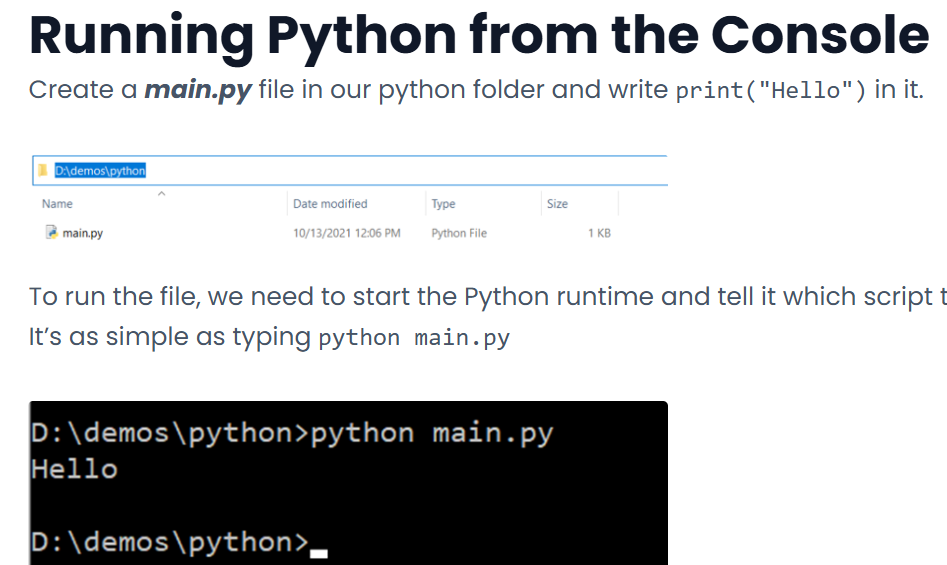 Running Python from the Console
Create a main.py file in our python folder and write print("Hello") in it.
D:\demos\python
Name Date modified Type Size
main.py 10/13/2021 12:06 PM Python File 1 KB
To run the file, we need to start the Python runtime and tell it which script
It’s as simple as typing python main.py
D:\demos\python>python main.py
Hello
D:\demos\python>